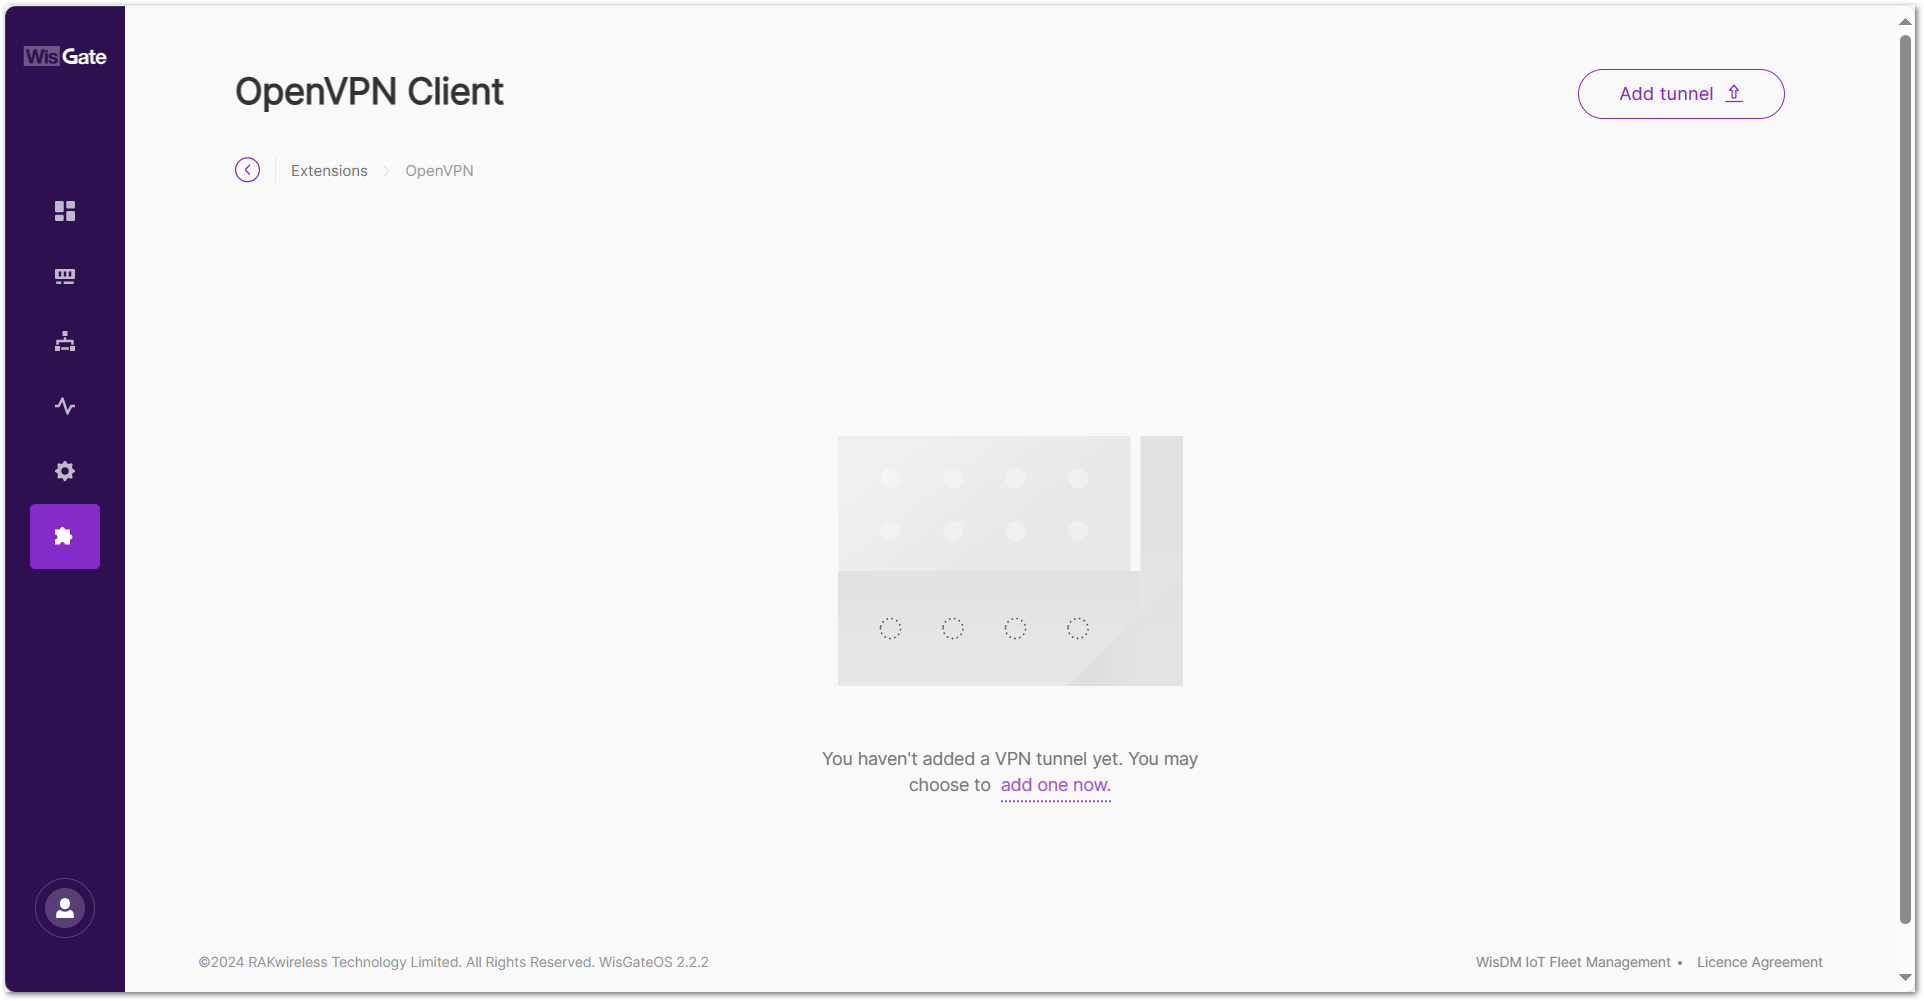 WisGate
OpenVPN Client
Add tunnel
Extensions
OpenVPN
You haven't added a VPN tunnel yet. You may
choose to add one now.
©2024 RAKwireless Technology Limited. All Rights Reserved. WisGateOS 2.2.2
WisDM IoT Fleet Management • Licence Agreement